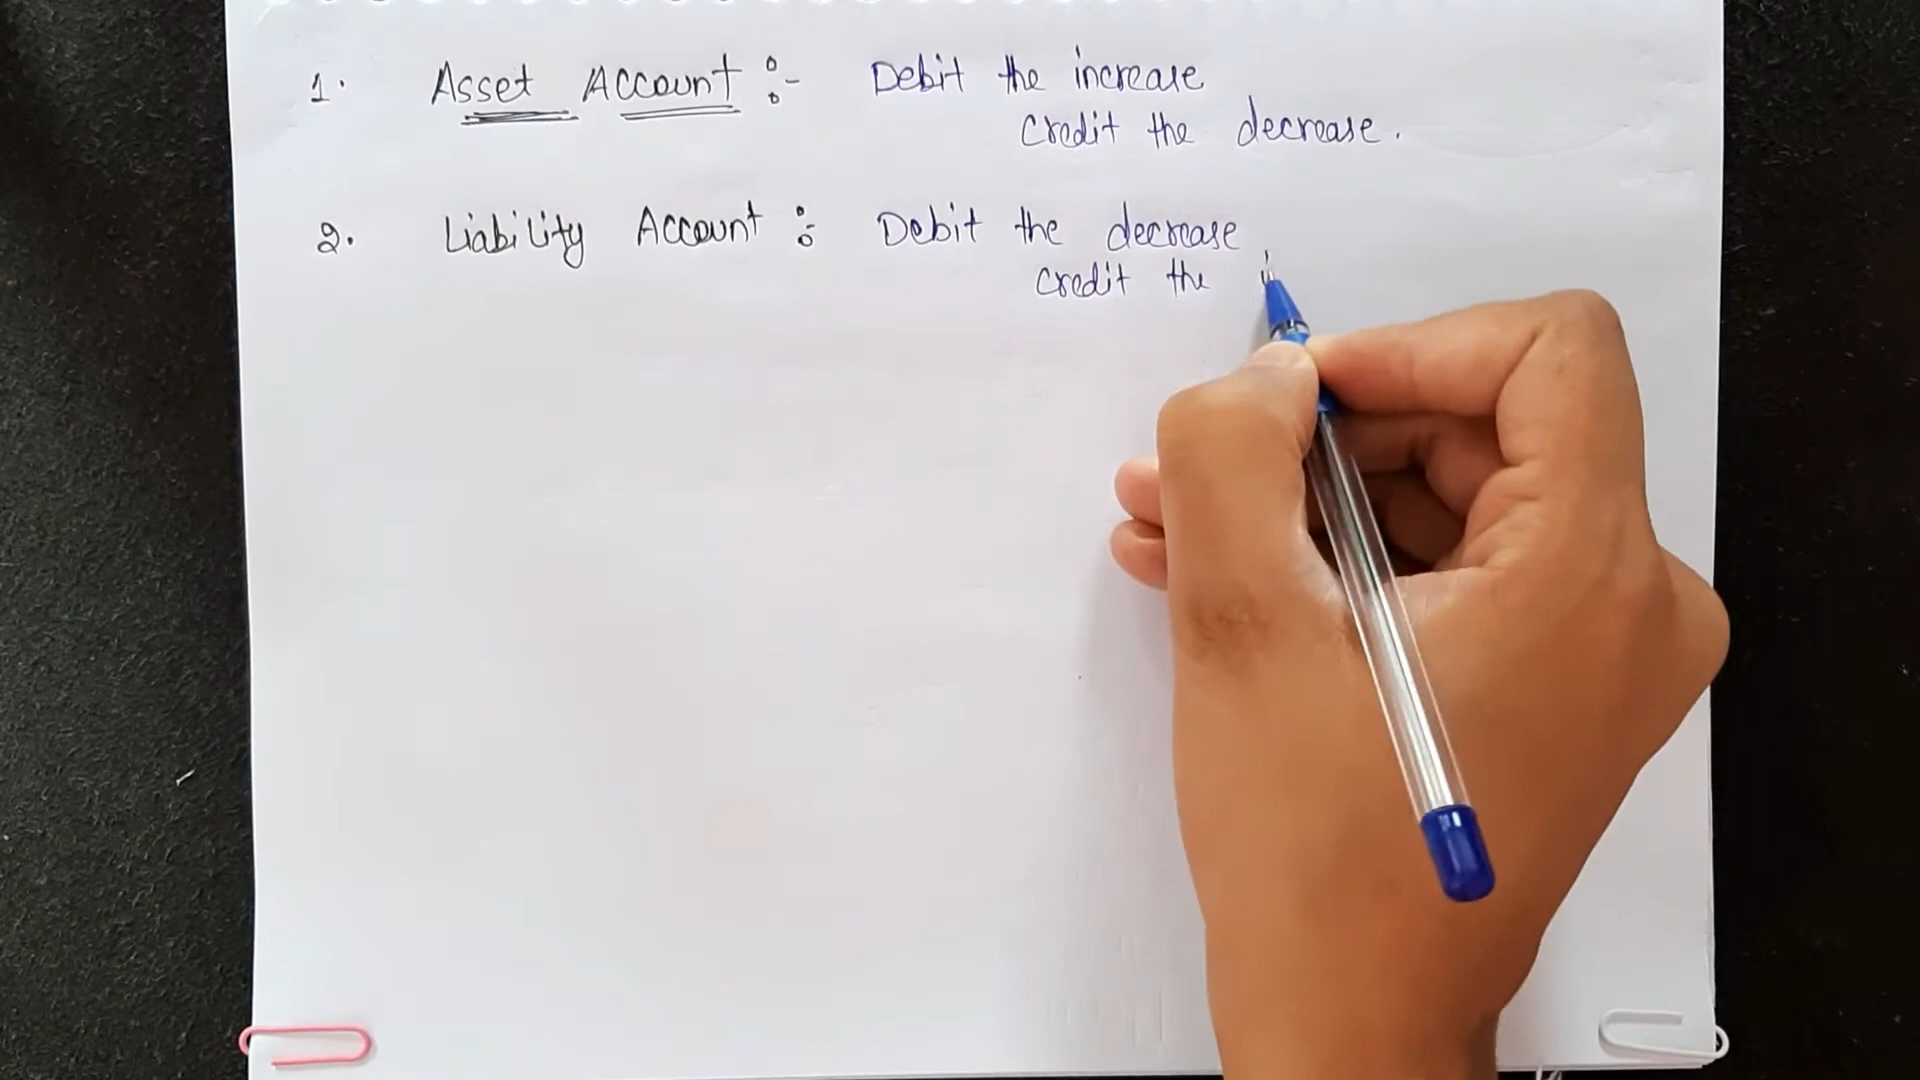 1. Asset Account :- Debit the increase
Credit the decrease.
2. Liability Account :- Debit the decrease
Credit the